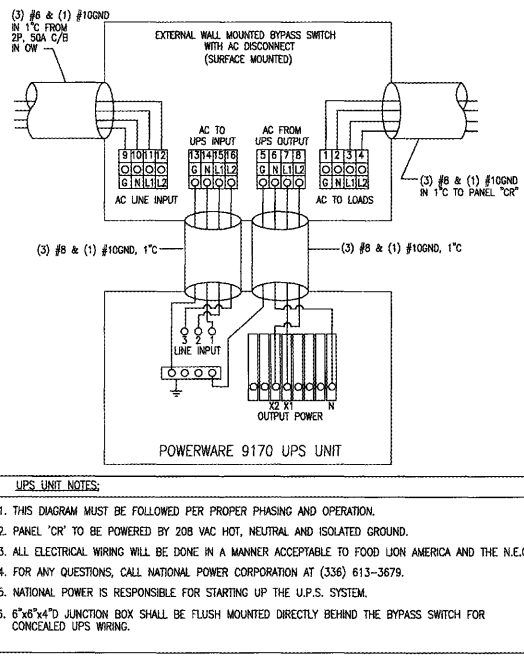 (3) #6 & (1) #10GND
IN 1"C FROM
2P, 50A C/B
IN OW
EXTERNAL WALL MOUNTED BYPASS SWITCH
WITH AC DISCONNECT
(SURFACE MOUNTED)
AC TO
UPS INPUT
AC FROM
UPS OUTPUT
9 10 11 12
13 14 15 16
5 6 7 8
1 2 3 4
G N L1 L2
G N L1 L2
G N L1 L2
G N L1 L2
AC LINE INPUT
AC TO LOADS
(3) #8 & (1) #10GND
IN 1"C TO PANEL "CR"
(3) #8 & (1) #10GND, 1"C
(3) #8 & (1) #10GND, 1"C
3 2 1
LINE INPUT
X2 X1 N
OUTPUT POWER
POWERWARE 9170 UPS UNIT
UPS UNIT NOTES:
1. THIS DIAGRAM MUST BE FOLLOWED PER PROPER PHASING AND OPERATION.
2. PANEL 'CR' TO BE POWERED BY 208 VAC HOT, NEUTRAL AND ISOLATED GROUND.
3. ALL ELECTRICAL WIRING WILL BE DONE IN A MANNER ACCEPTABLE TO FOOD LION AMERICA AND THE N.E.C
4. FOR ANY QUESTIONS, CALL NATIONAL POWER CORPORATION AT (336) 613-3679.
5. NATIONAL POWER IS RESPONSIBLE FOR STARTING UP THE U.P.S. SYSTEM.
6. 6"x6"x4"D JUNCTION BOX SHALL BE FLUSH MOUNTED DIRECTLY BEHIND THE BYPASS SWITCH FOR
CONCEALED UPS WIRING.